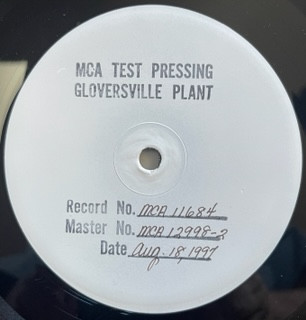 MCA TEST PRESSING
GLOVERSVILLE PLANT
Record No. MCA 11684
Master No. MCA 12998-2
Date Aug. 18, 1997